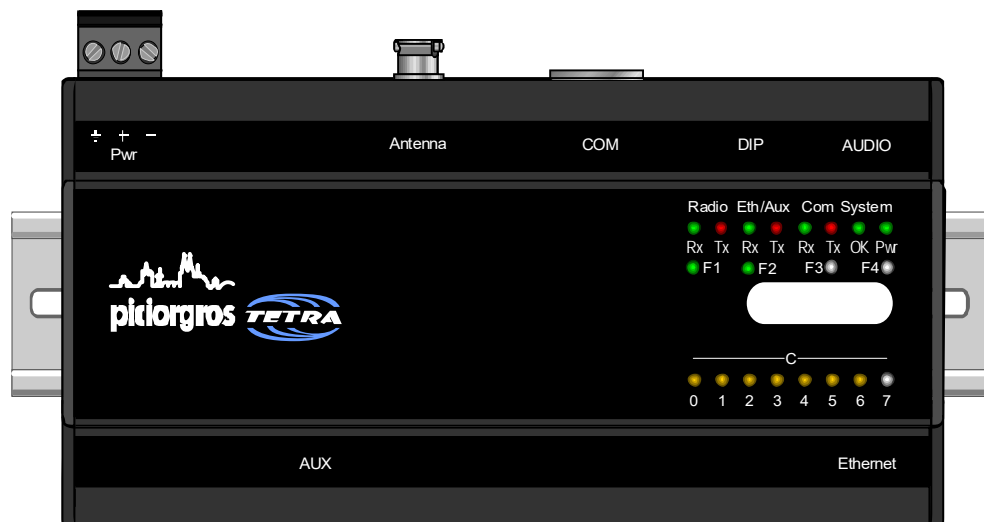 + −
Pwr
Antenna
COM
DIP
AUDIO
Radio Eth/Aux Com System
Rx Tx Rx Tx Rx Tx OK Pwr
F1 F2 F3 F4
piciorgros TETRA
C
0 1 2 3 4 5 6 7
AUX
Ethernet